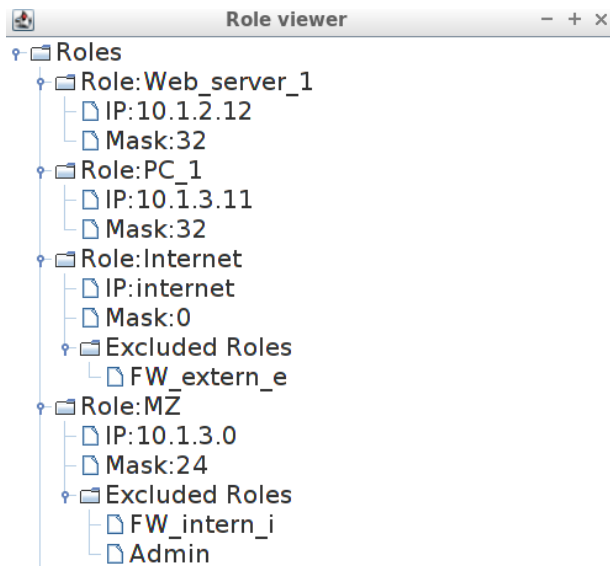 Role viewer
Roles
Role:Web_server_1
IP:10.1.2.12
Mask:32
Role:PC_1
IP:10.1.3.11
Mask:32
Role:Internet
IP:internet
Mask:0
Excluded Roles
FW_extern_e
Role:MZ
IP:10.1.3.0
Mask:24
Excluded Roles
FW_intern_i
Admin